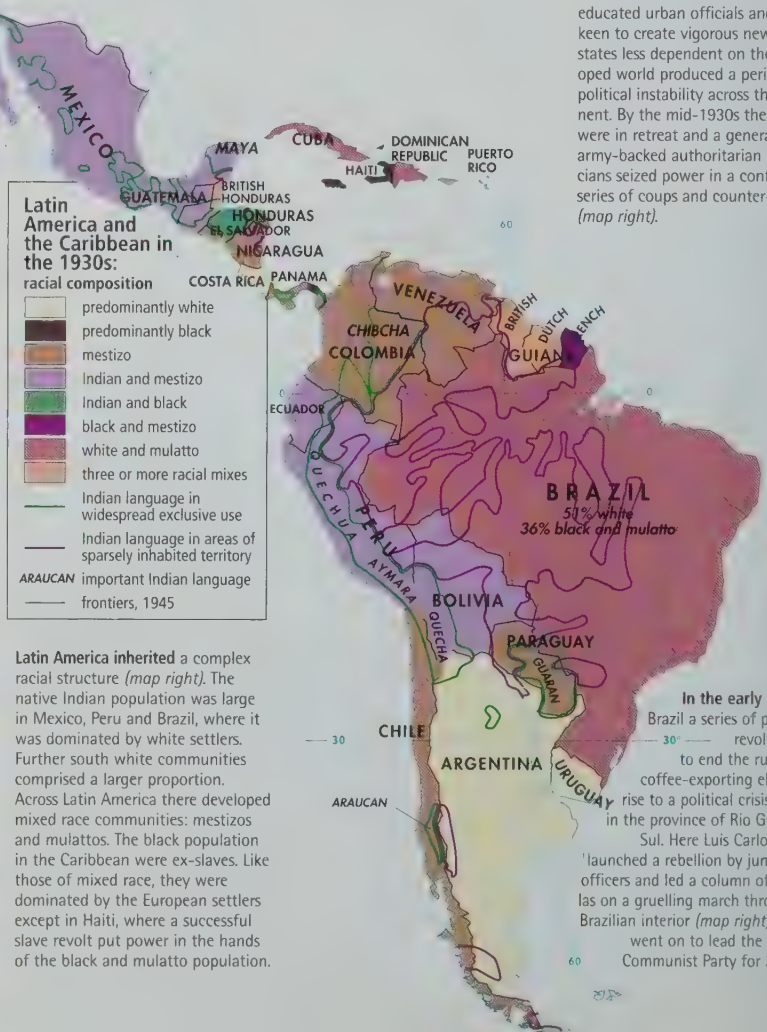 educated urban officials and
keen to create vigorous new
states less dependent on the
oped world produced a peri
political instability across th
nent. By the mid-1930s the
were in retreat and a genera
army-backed authoritarian
cians seized power in a cont
series of coups and counter-
(map right).
MEXICO
MAYA
CUBA
DOMINICAN
REPUBLIC
HAITI
PUERTO
RICO
GUATEMALA
BRITISH
HONDURAS
HONDURAS
EL SALVADOR
NICARAGUA
COSTA RICA
PANAMA
60
Latin
America and
the Caribbean in
the 1930s:
racial composition
predominantly white
predominantly black
mestizo
Indian and mestizo
Indian and black
black and mestizo
white and mulatto
three or more racial mixes
Indian language in
widespread exclusive use
Indian language in areas of
sparsely inhabited territory
ARAUCAN important Indian language
frontiers, 1945
VENEZUELA
CHIBCHA
COLOMBIA
BRITISH
DUTCH
ENCH
GUIAN
0
0
ECUADOR
QUECHUA
PERU
AYMARA
BRAZIL
51% white
36% black and mulatto
BOLIVIA
QUECHA
PARAGUAY
GUARAN
30
CHILE
30
ARGENTINA
URUGUAY
ARAUCAN
60
Latin America inherited a complex
racial structure (map right). The
native Indian population was large
in Mexico, Peru and Brazil, where it
was dominated by white settlers.
Further south white communities
comprised a larger proportion.
Across Latin America there developed
mixed race communities: mestizos
and mulattos. The black population
in the Caribbean were ex-slaves. Like
those of mixed race, they were
dominated by the European settlers
except in Haiti, where a successful
slave revolt put power in the hands
of the black and mulatto population.
In the early
Brazil a series of p
revol
to end the ru
coffee-exporting el
rise to a political crisis
in the province of Rio G
Sul. Here Luis Carlo
launched a rebellion by jun
officers and led a column of
las on a gruelling march thro
Brazilian interior (map right
went on to lead the
Communist Party for